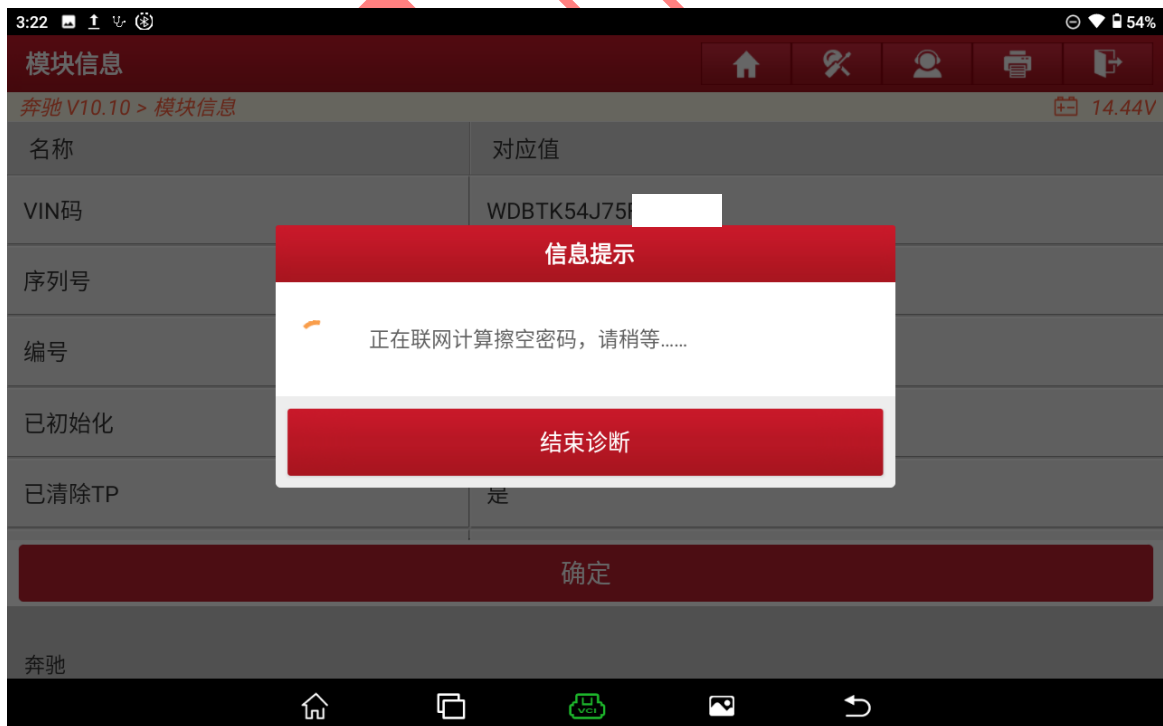 3:22
54%
模块信息
奔驰 V10.10 > 模块信息
14.44V
名称
对应值
VIN码
WDBTK54J75
信息提示
序列号
正在联网计算擦空密码，请稍等......
编号
已初始化
结束诊断
已清除TP
是
确定
奔驰
VCI